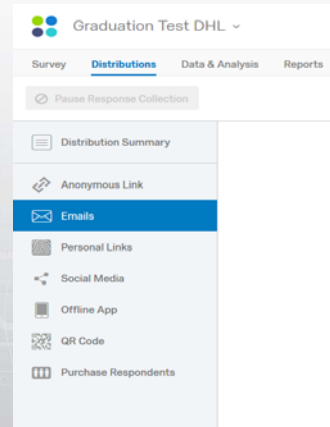 Graduation Test DHL
Survey Distributions Data & Analysis Reports
Pause Response Collection
Distribution Summary
Anonymous Link
Emails
Personal Links
Social Media
Offline App
QR Code
Purchase Respondents